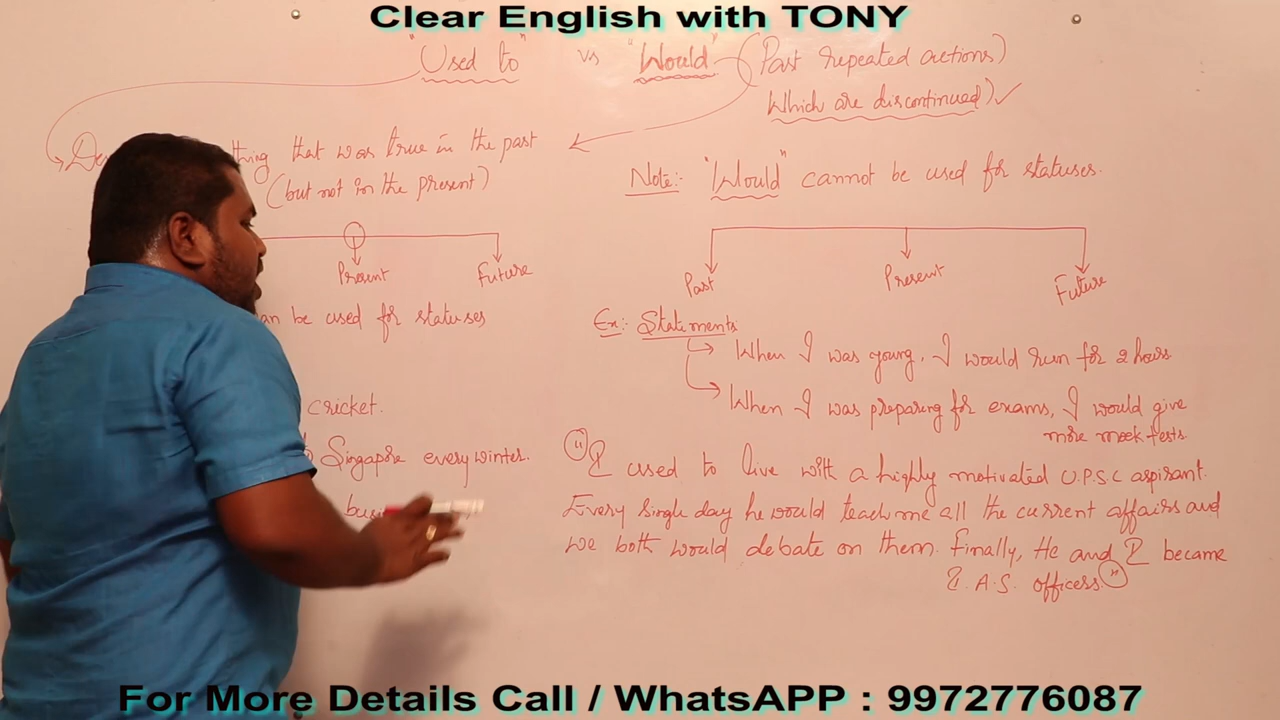 Clear English with TONY
"Used to" vs "Would" (Past repeated actions)
Which are discontinued) ✓
thing that was true in the past
(but not in the present)
Note:- "Would" cannot be used for statuses.
Present Future
Past Present Future
an be used for statuses
Ex:- Statements
When I was young, I would run for 2 hours
When I was preparing for exams, I would give
more mock tests.
cricket.
Singapore every winter.
"I used to live with a highly motivated U.P.S.C aspirant.
Every single day he would teach me all the current affairs and
we both would debate on them. Finally, He and I became
I.A.S. officers."
For More Details Call / WhatsAPP : 9972776087